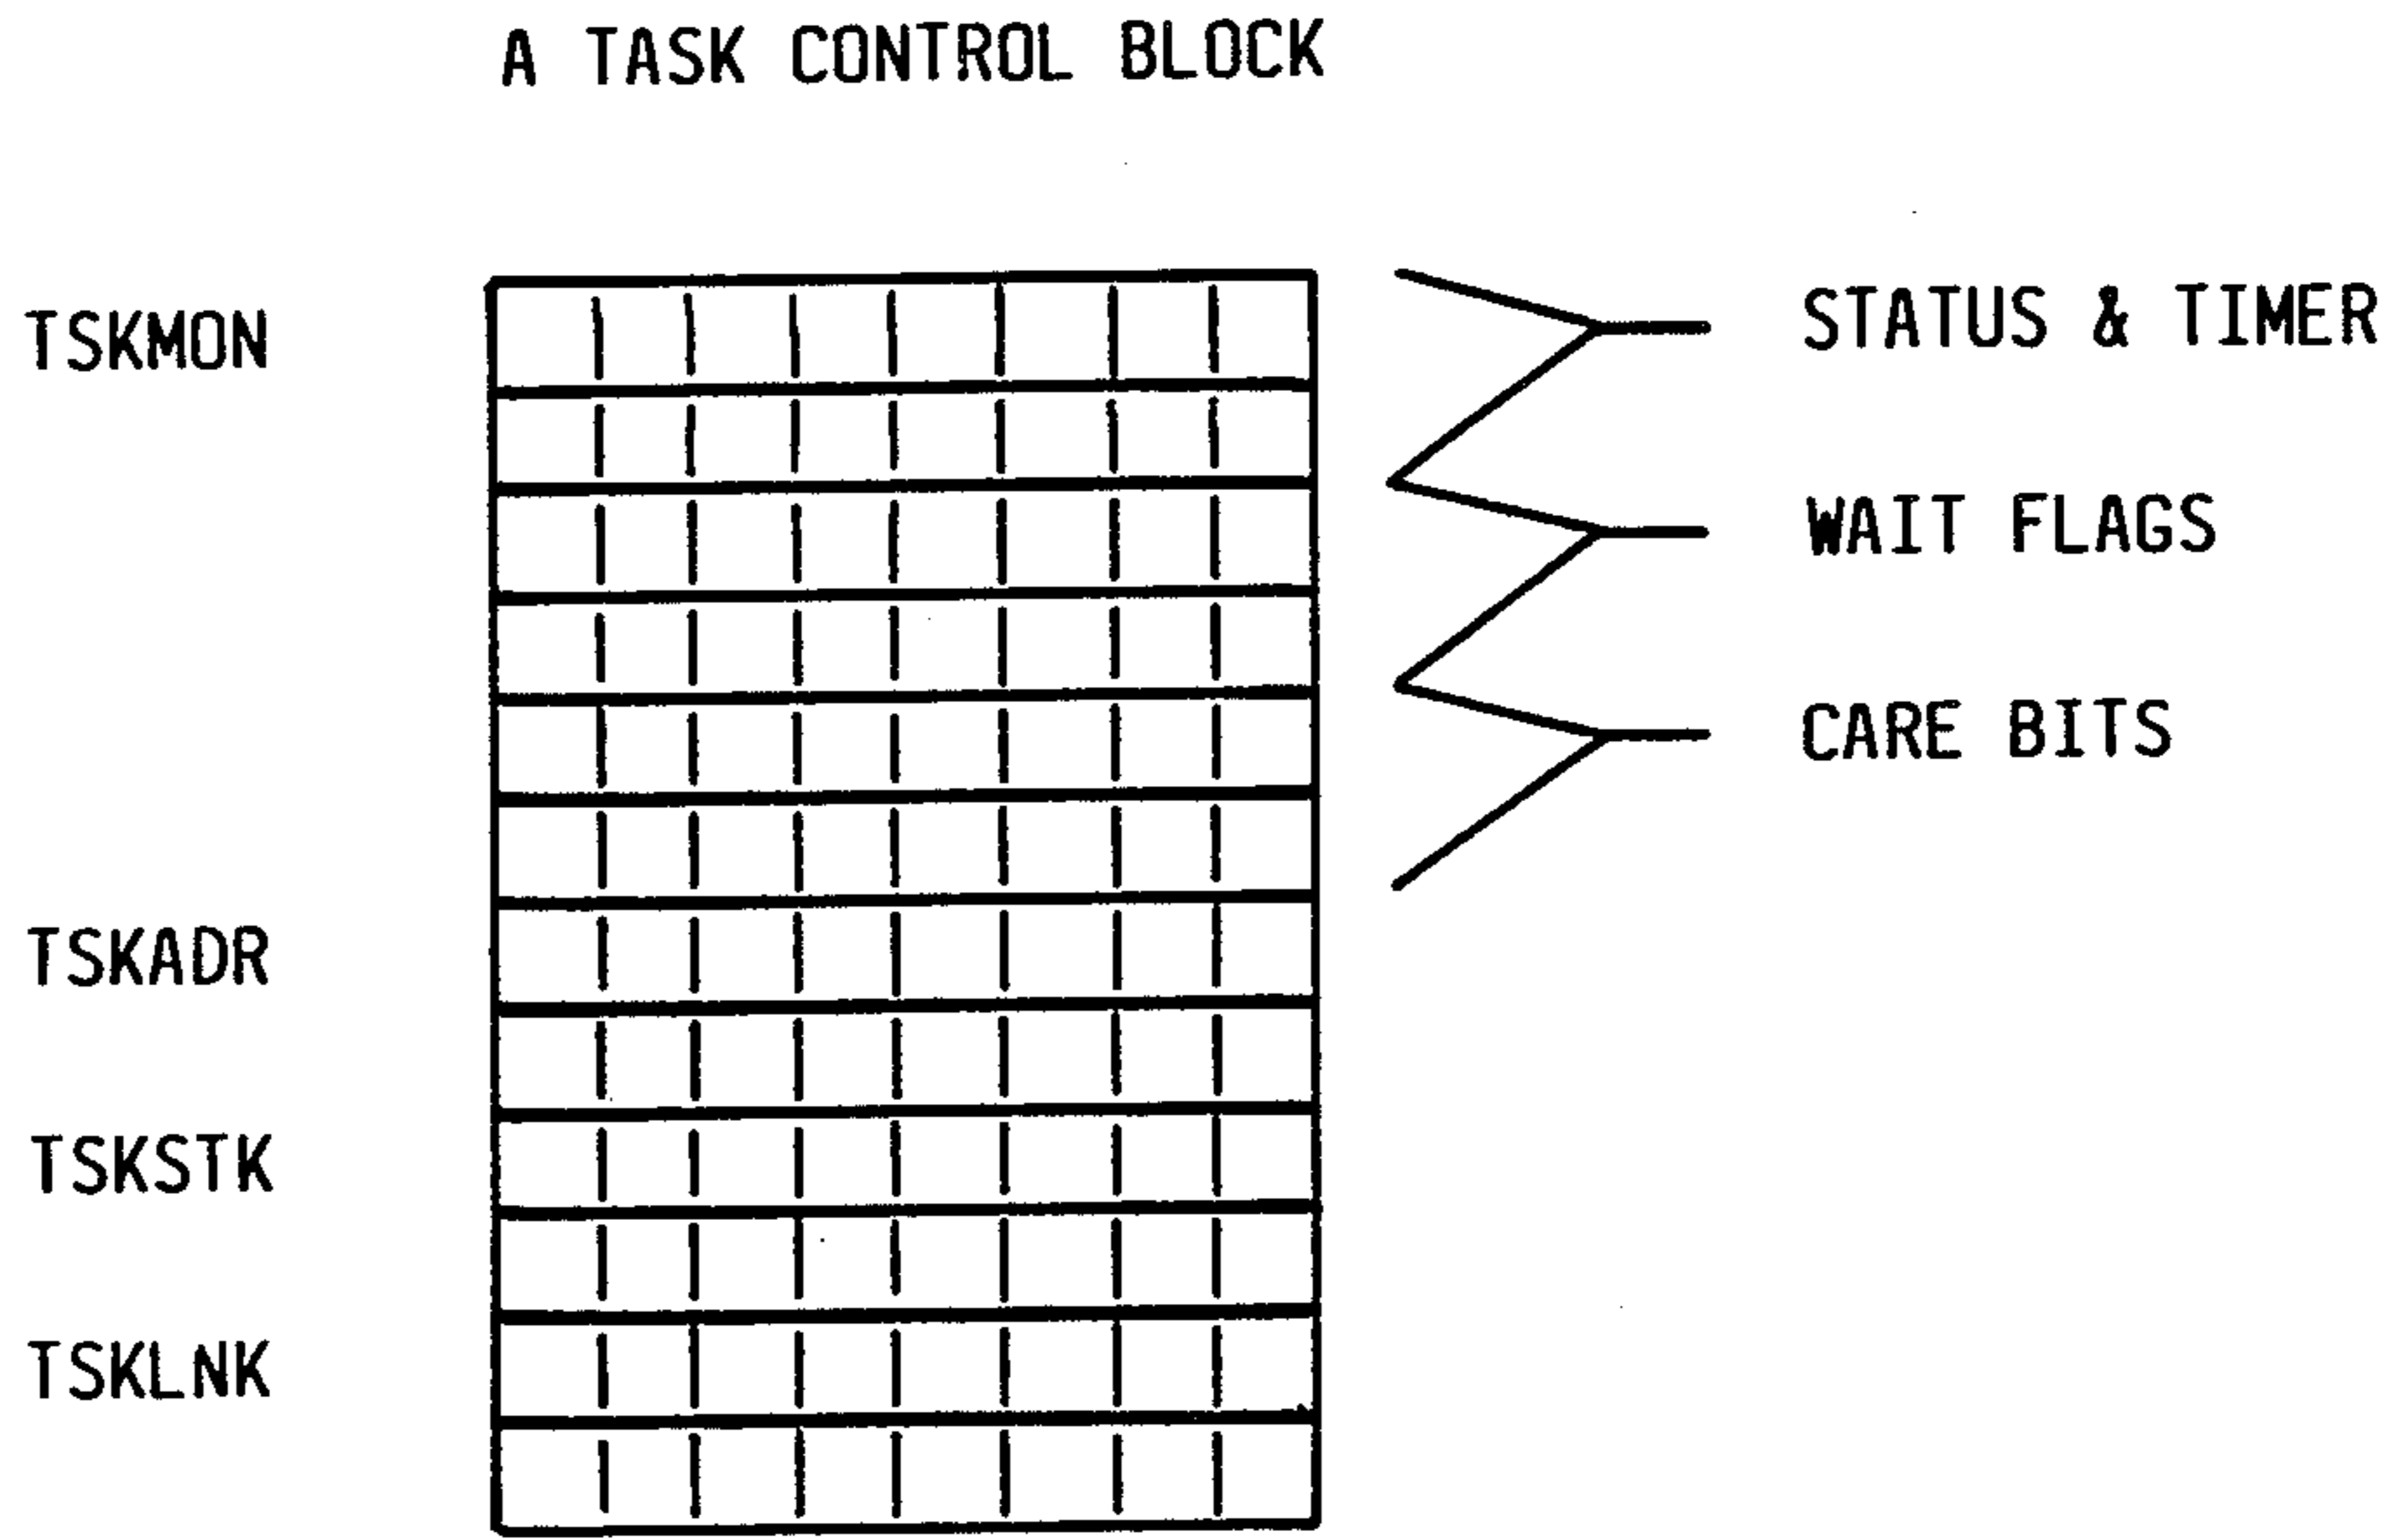 A TASK CONTROL BLOCK
TSKMON
STATUS & TIMER
WAIT FLAGS
CARE BITS
TSKADR
TSKSTK
TSKLNK